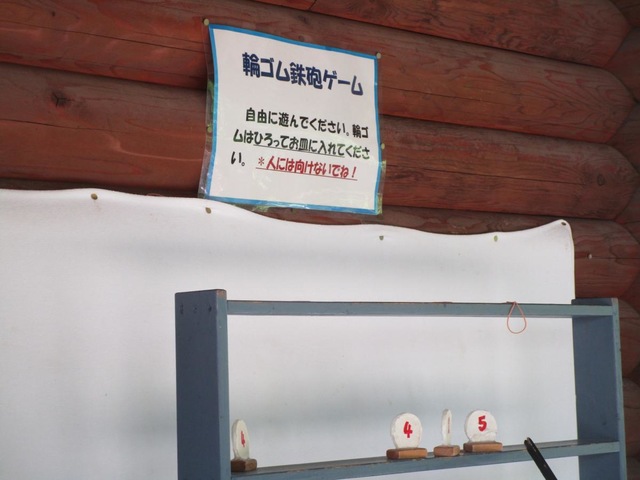 輪ゴム鉄砲ゲーム
自由に遊んでください。輪ゴ
ムはひろってお皿に入れてくださ
い。 ＊人には向けないでね！
4
4
1
5